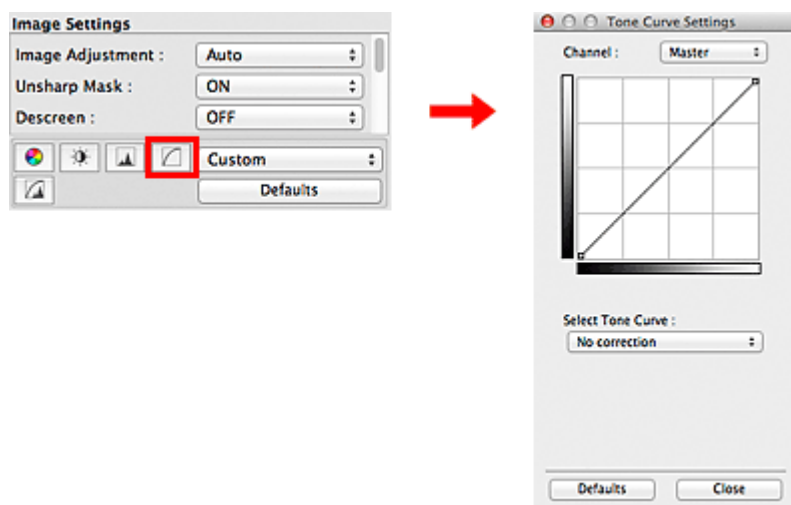 Image Settings
Image Adjustment : Auto
Unsharp Mask : ON
Descreen : OFF
Custom
Defaults
Tone Curve Settings
Channel : Master
Select Tone Curve :
No correction
Defaults Close